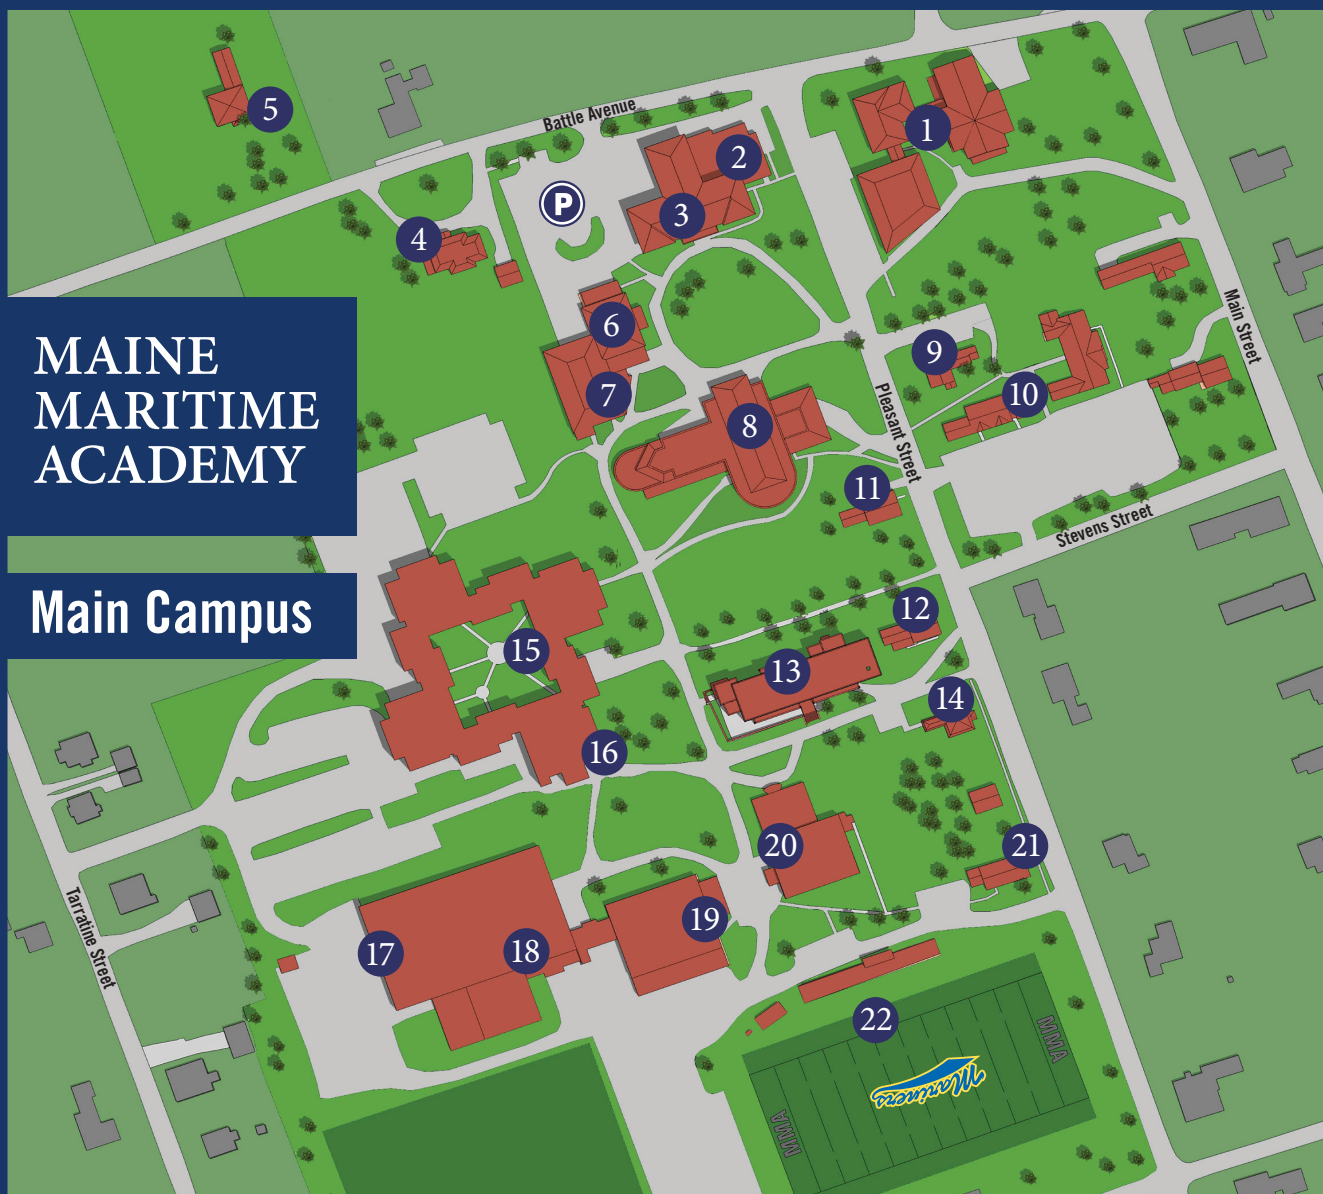 MAINE
MARITIME
ACADEMY
Main Campus
Battle Avenue
Pleasant Street
Main Street
Stevens Street
Tarratine Street
P
1
2
3
4
5
6
7
8
9
10
11
12
13
14
15
16
17
18
19
20
21
22
MMA
Mariners
MMA